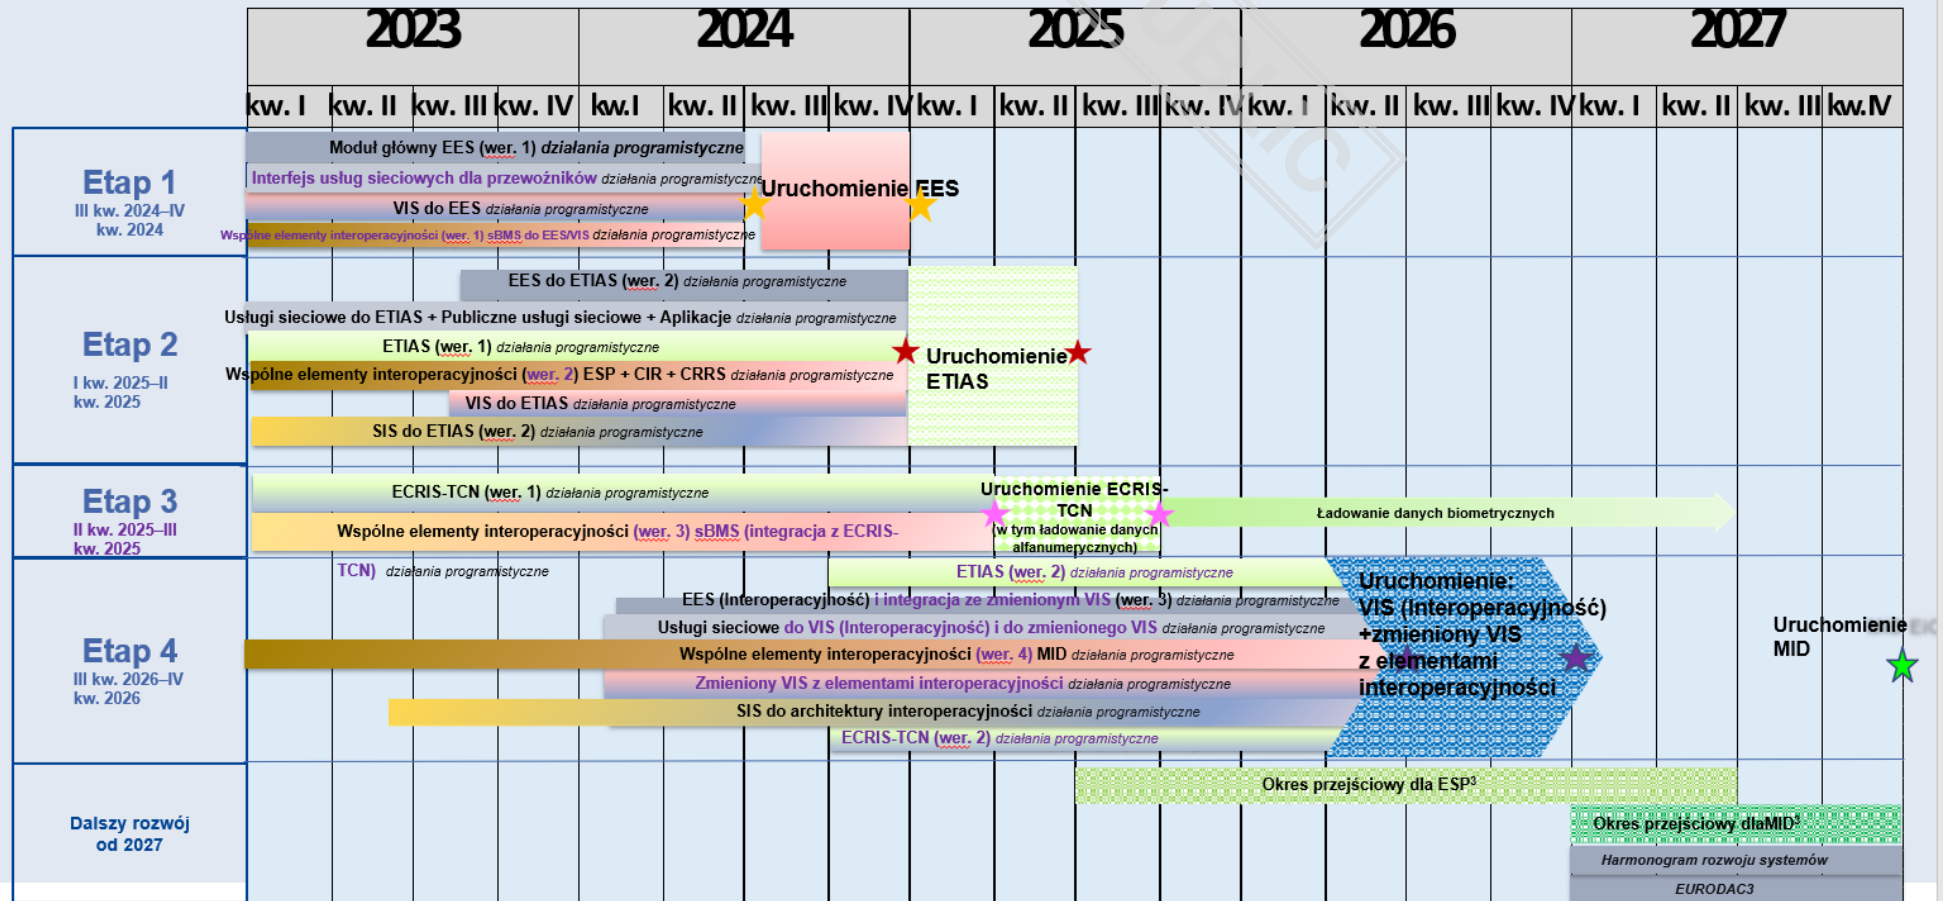 2023 2024 2025 2026 2027
kw. I kw. II kw. III kw. IV kw.I kw. II kw. III kw. IV kw. I kw. II kw. III kw. IV kw. I kw. II kw. III kw. IV kw. I kw. II kw. III kw.IV
Etap 1
III kw. 2024–IV
kw. 2024
Moduł główny EES (wer. 1) działania programistyczne
Interfejs usług sieciowych dla przewoźników działania programistyczne
VIS do EES działania programistyczne
Wspólne elementy interoperacyjności (wer. 1) sBMS do EES/VIS działania programistyczne
Uruchomienie EES
Etap 2
I kw. 2025–II
kw. 2025
EES do ETIAS (wer. 2) działania programistyczne
Usługi sieciowe do ETIAS + Publiczne usługi sieciowe + Aplikacje działania programistyczne
ETIAS (wer. 1) działania programistyczne
Wspólne elementy interoperacyjności (wer. 2) ESP + CIR + CRRS działania programistyczne
VIS do ETIAS działania programistyczne
SIS do ETIAS (wer. 2) działania programistyczne
Uruchomienie
ETIAS
Etap 3
II kw. 2025–III
kw. 2025
ECRIS-TCN (wer. 1) działania programistyczne
Wspólne elementy interoperacyjności (wer. 3) sBMS (integracja z ECRIS-
TCN) działania programistyczne
Uruchomienie ECRIS-
TCN
(w tym ładowanie danych
alfanumerycznych)
Ładowanie danych biometrycznych
Etap 4
III kw. 2026–IV
kw. 2026
ETIAS (wer. 2) działania programistyczne
EES (Interoperacyjność) i integracja ze zmienionym VIS (wer. 3) działania programistyczne
Usługi sieciowe do VIS (Interoperacyjność) i do zmienionego VIS działania programistyczne
Wspólne elementy interoperacyjności (wer. 4) MID działania programistyczne
Zmieniony VIS z elementami interoperacyjności działania programistyczne
SIS do architektury interoperacyjności działania programistyczne
ECRIS-TCN (wer. 2) działania programistyczne
Uruchomienie:
VIS (Interoperacyjność)
+zmieniony VIS
z elementami
interoperacyjności
Uruchomienie
MID
Dalszy rozwój
od 2027
Okres przejściowy dla ESP3
Okres przejściowy dlaMID3
Harmonogram rozwoju systemów
EURODAC3